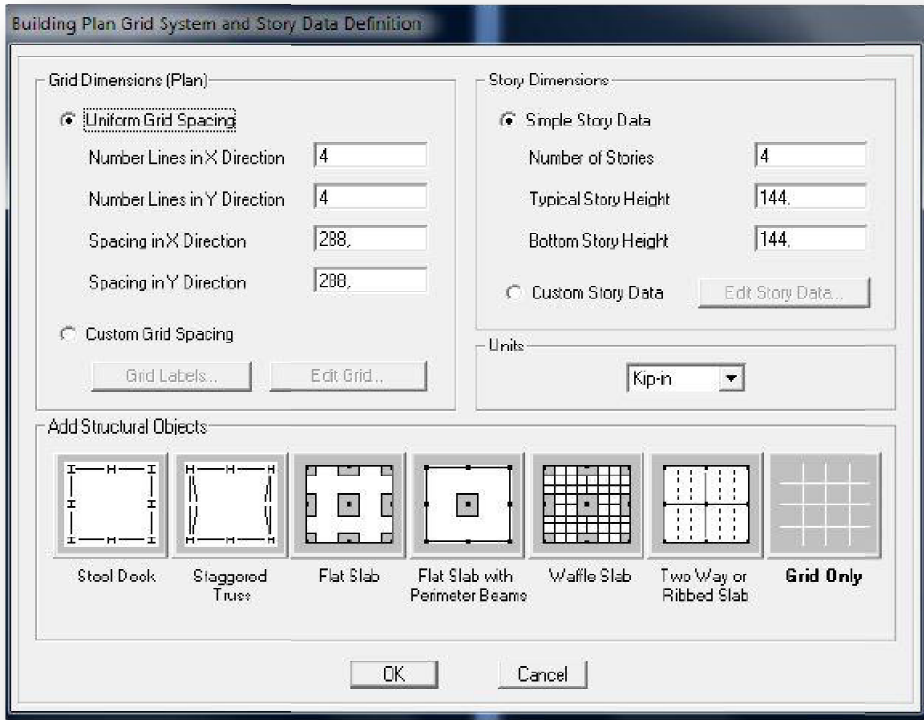 Building Plan Grid System and Story Data Definition
Grid Dimensions (Plan)
Uniform Grid Spacing
Number Lines in X Direction
4
Number Lines in Y Direction
4
Spacing in X Direction
288.
Spacing in Y Direction
288.
Custom Grid Spacing
Grid Labels...
Edit Grid...
Story Dimensions
Simple Story Data
Number of Stories
4
Typical Story Height
144.
Bottom Story Height
144.
Custom Story Data
Edit Story Data...
Units
Kip-in
Add Structural Objects
Steel Deck
Staggered
Truss
Flat Slab
Flat Slab with
Perimeter Beams
Waffle Slab
Two Way or
Ribbed Slab
Grid Only
OK
Cancel